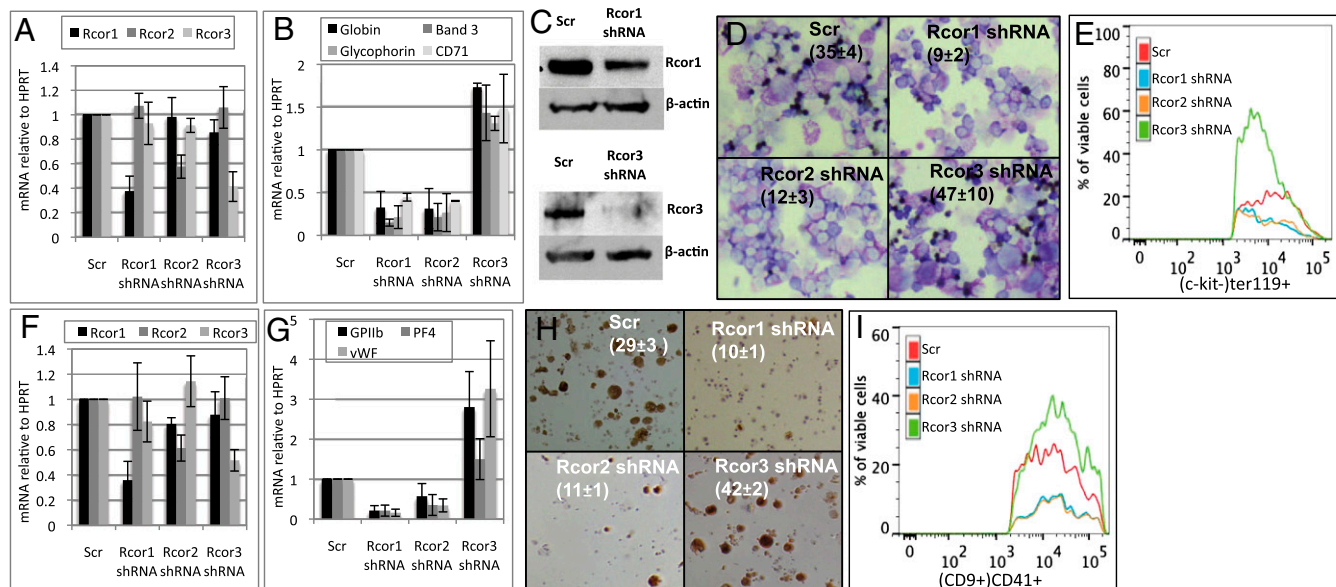 A
Rcor1 Rcor2 Rcor3
mRNA relative to HPRT
1.4
1.2
1
0.8
0.6
0.4
0.2
0
Scr Rcor1 shRNA Rcor2 shRNA Rcor3 shRNA
B
Globin Band 3
Glycophorin CD71
mRNA relative to HPRT
2
1.5
1
0.5
0
Scr Rcor1 shRNA Rcor2 shRNA Rcor3 shRNA
C
Scr Rcor1 shRNA
Rcor1
β-actin
Scr Rcor3 shRNA
Rcor3
β-actin
D
Scr
(35±4)
Rcor1 shRNA
(9±2)
Rcor2 shRNA
(12±3)
Rcor3 shRNA
(47±10)
E
Scr
Rcor1 shRNA
Rcor2 shRNA
Rcor3 shRNA
% of viable cells
100
80
60
40
20
0
0 10² 10³ 10⁴ 10⁵
(c-kit-)ter119+
F
Rcor1 Rcor2 Rcor3
mRNA relative to HPRT
1.4
1.2
1
0.8
0.6
0.4
0.2
0
Scr Rcor1 shRNA Rcor2 shRNA Rcor3 shRNA
G
GPIIb PF4
vWF
mRNA relative to HPRT
5
4
3
2
1
0
Scr Rcor1 shRNA Rcor2 shRNA Rcor3 shRNA
H
Scr
(29±3 )
Rcor1 shRNA
(10±1)
Rcor2 shRNA
(11±1)
Rcor3 shRNA
(42±2)
I
Scr
Rcor1 shRNA
Rcor2 shRNA
Rcor3 shRNA
% of viable cells
60
40
20
0
0 10² 10³ 10⁴ 10⁵
(CD9+)CD41+